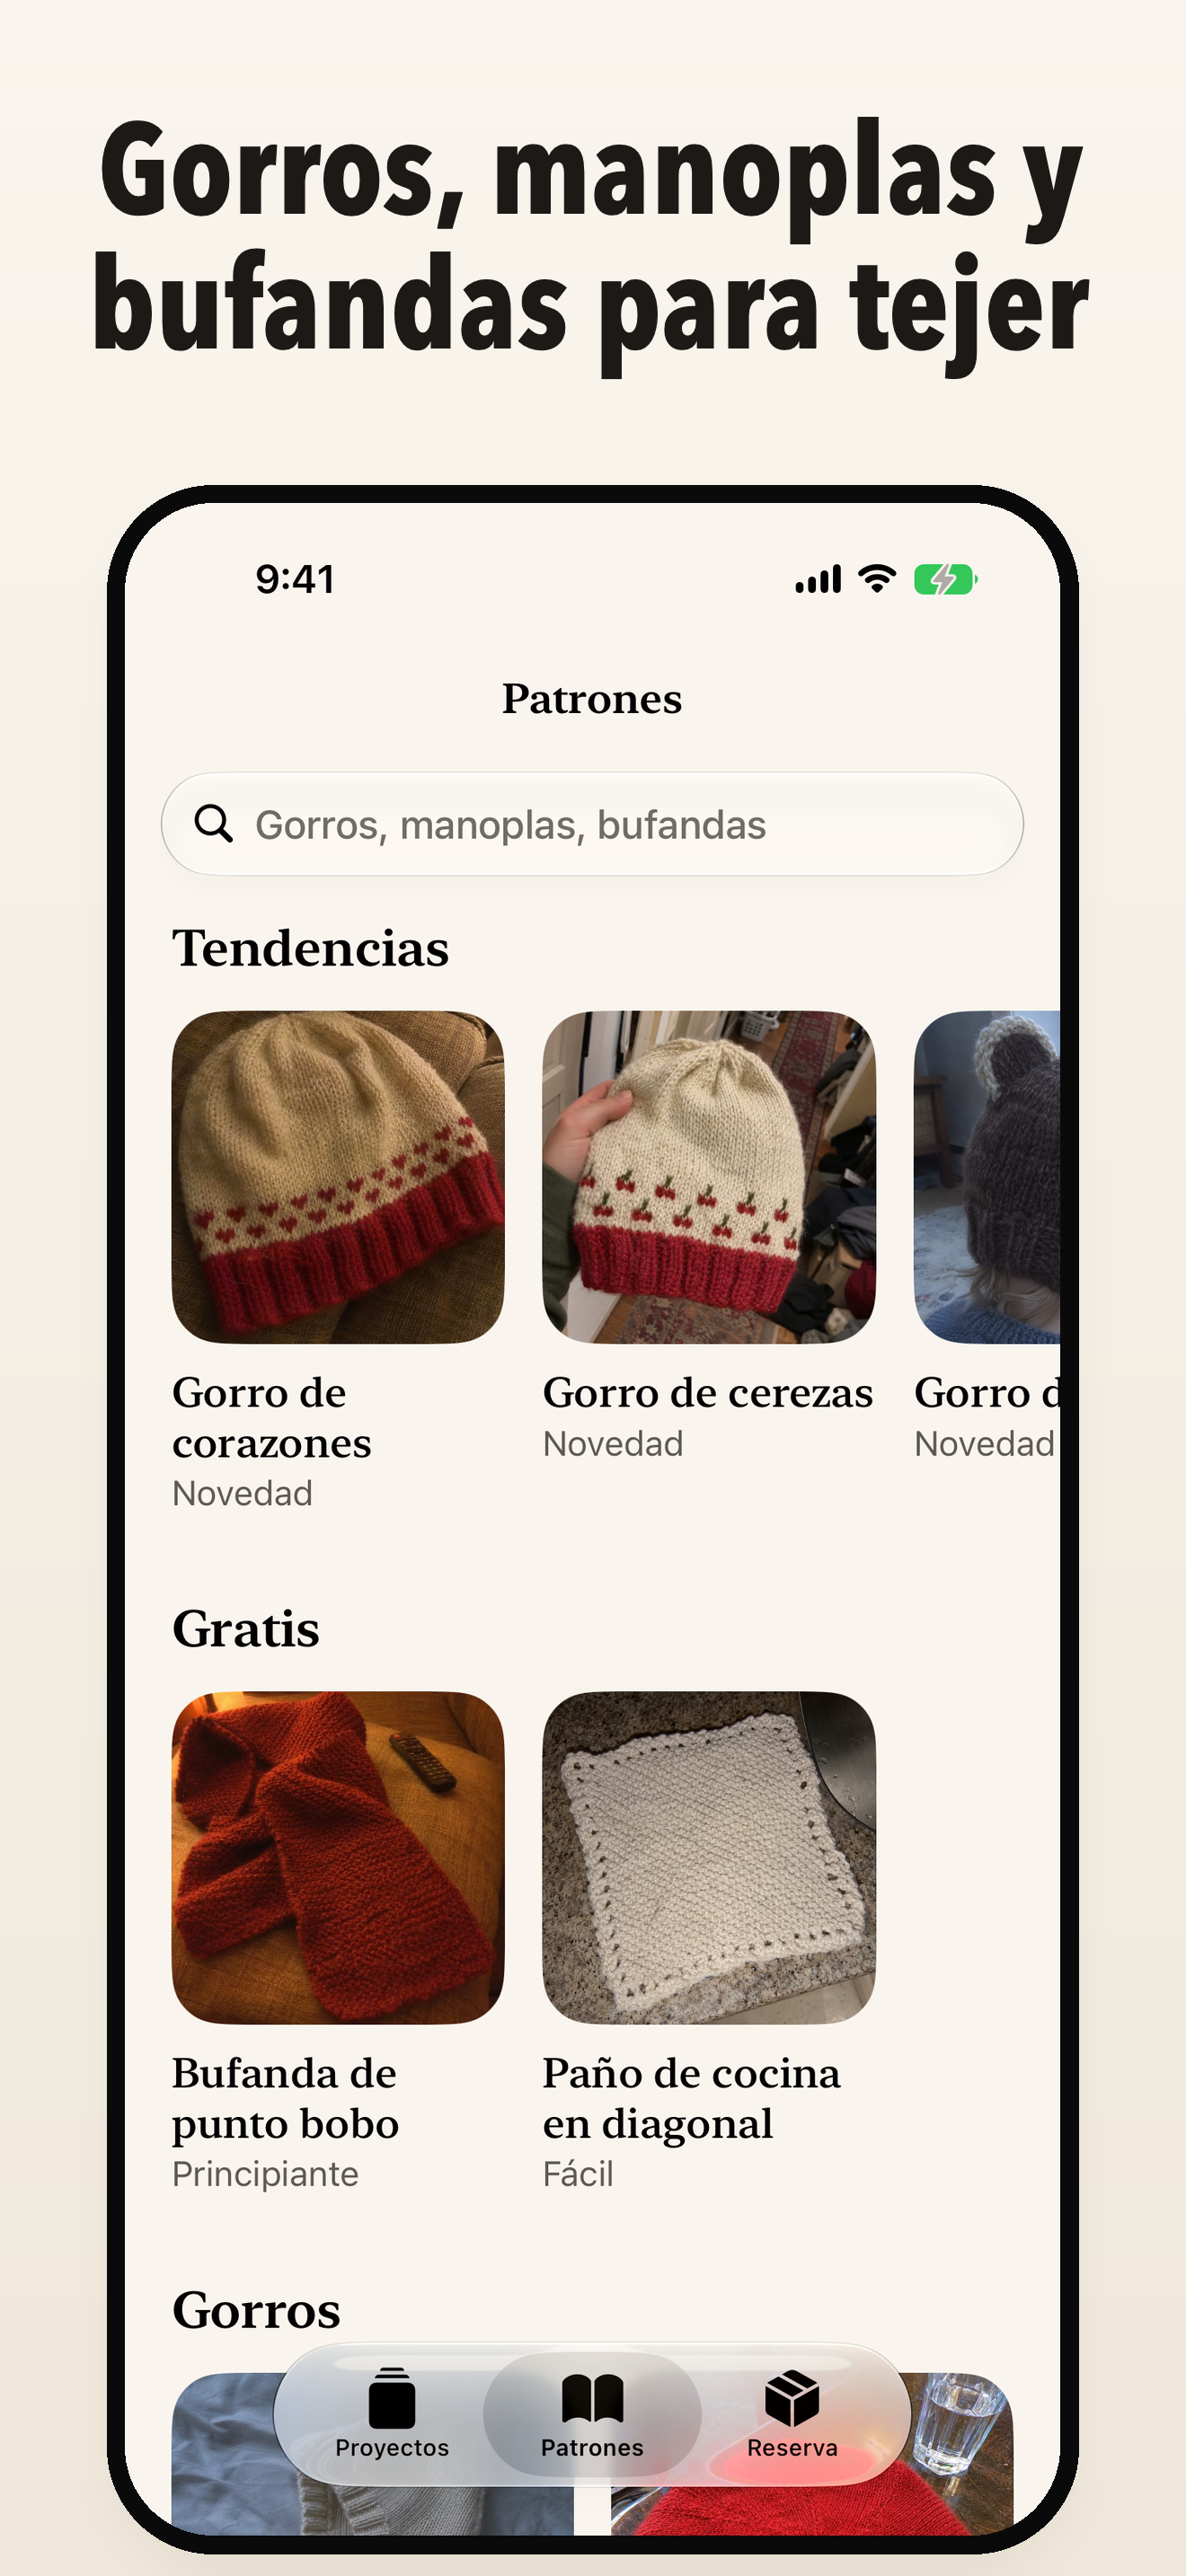 Gorros, manoplas y
bufandas para tejer
9:41
Patrones
Gorros, manoplas, bufandas
Tendencias
Gorro de
corazones
Novedad
Gorro de cerezas
Novedad
Gorro
Novedad
Gratis
Bufanda de
punto bobo
Principiante
Paño de cocina
en diagonal
Fácil
Gorros
Proyectos
Patrones
Reserva